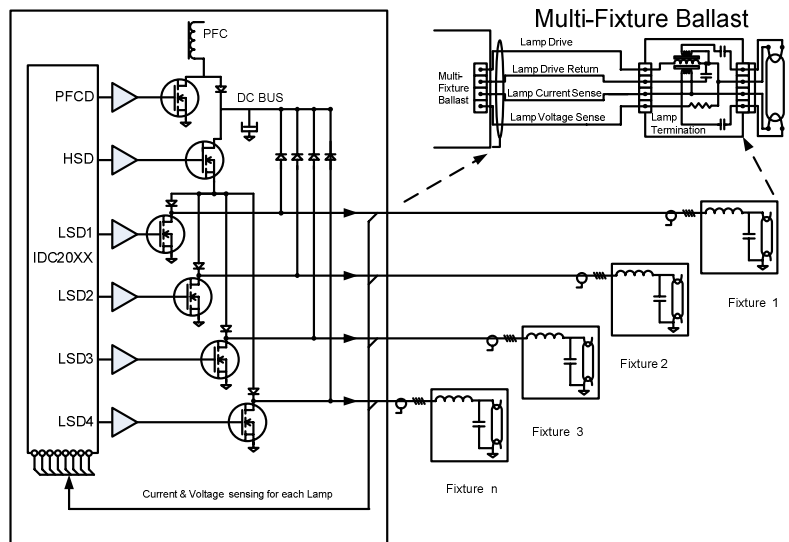 Multi-Fixture Ballast
PFC
Lamp Drive
Multi-
Fixture
Ballast
Lamp Drive Return
Lamp Current Sense
Lamp Voltage Sense
Lamp
Termination
PFCD
DC BUS
HSD
LSD1
IDC20XX
LSD2
LSD3
LSD4
Fixture 1
Fixture 2
Fixture 3
Fixture n
Current & Voltage sensing for each Lamp